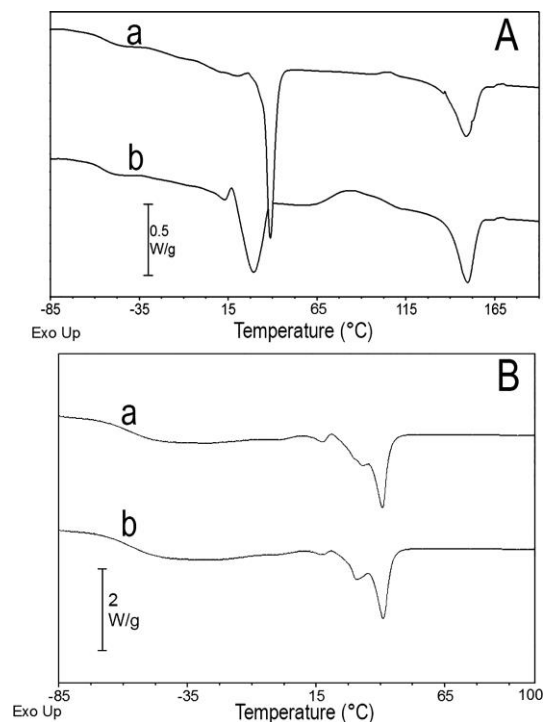 a
A
b
0.5
W/g
-85 -35 15 65 115 165
Exo Up
Temperature (°C)
B
a
b
2
W/g
-85 -35 15 65 100
Exo Up
Temperature (°C)